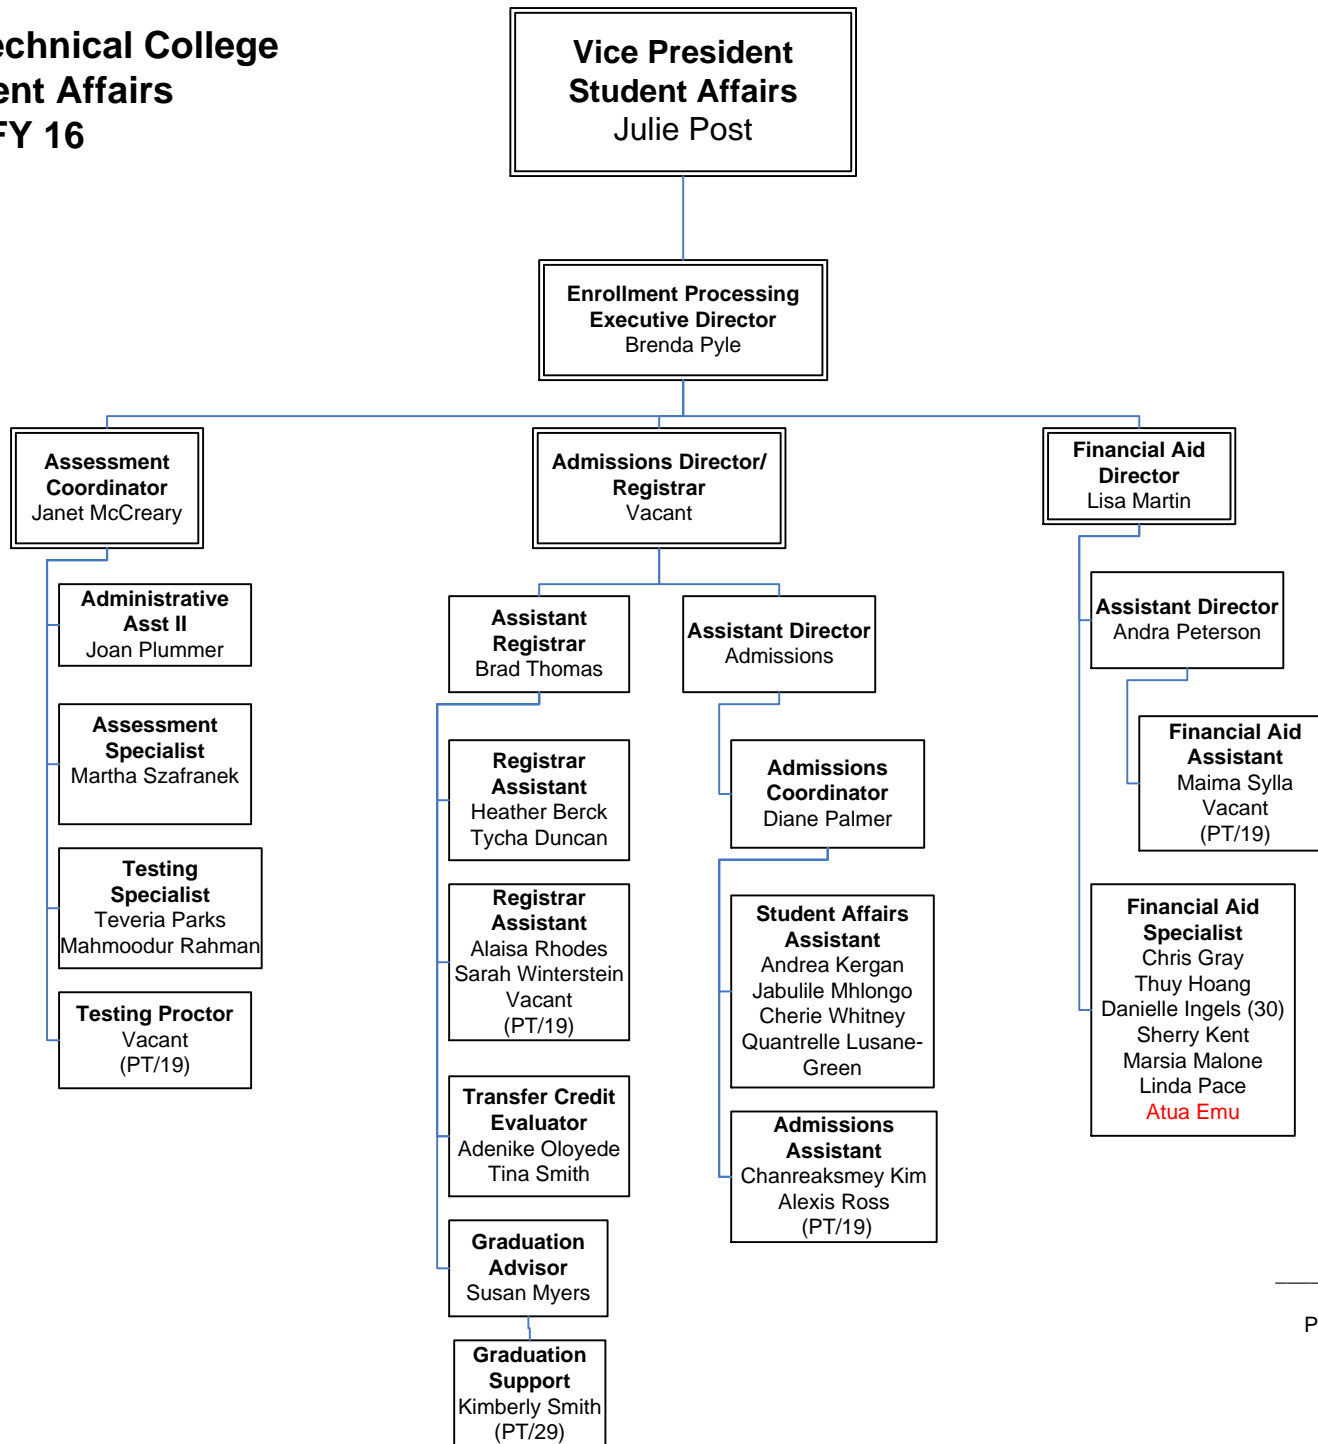 echnical College
ent Affairs
FY 16
Vice President
Student Affairs
Julie Post
Enrollment Processing
Executive Director
Brenda Pyle
Assessment
Coordinator
Janet McCreary
Admissions Director/
Registrar
Vacant
Financial Aid
Director
Lisa Martin
Administrative
Asst II
Joan Plummer
Assessment
Specialist
Martha Szafranek
Testing
Specialist
Teveria Parks
Mahmoodur Rahman
Testing Proctor
Vacant
(PT/19)
Assistant
Registrar
Brad Thomas
Registrar
Assistant
Heather Berck
Tycha Duncan
Registrar
Assistant
Alaisa Rhodes
Sarah Winterstein
Vacant
(PT/19)
Transfer Credit
Evaluator
Adenike Oloyede
Tina Smith
Graduation
Advisor
Susan Myers
Graduation
Support
Kimberly Smith
(PT/29)
Assistant Director
Admissions
Admissions
Coordinator
Diane Palmer
Student Affairs
Assistant
Andrea Kergan
Jabulile Mhlongo
Cherie Whitney
Quantrelle Lusane-
Green
Admissions
Assistant
Chanreaksmey Kim
Alexis Ross
(PT/19)
Assistant Director
Andra Peterson
Financial Aid
Assistant
Maima Sylla
Vacant
(PT/19)
Financial Aid
Specialist
Chris Gray
Thuy Hoang
Danielle Ingels (30)
Sherry Kent
Marsia Malone
Linda Pace
Atua Emu
P